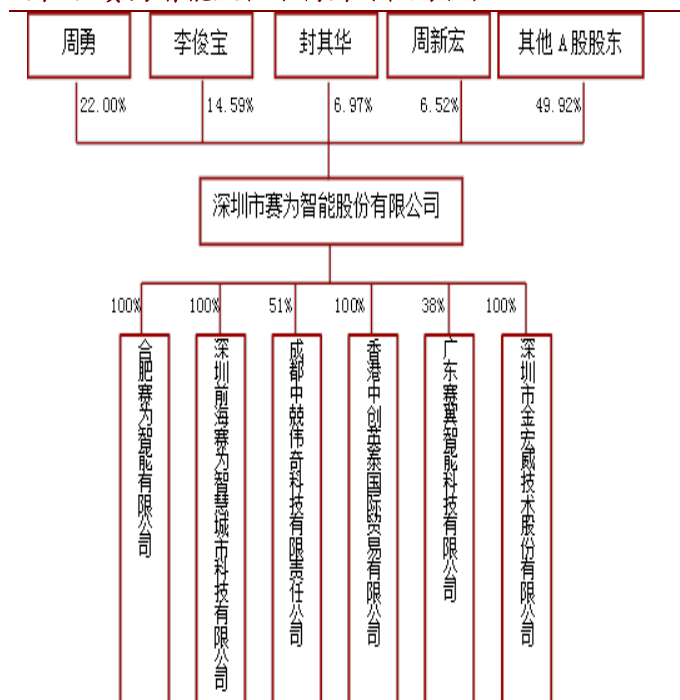 周勇
李俊宝
封其华
周新宏
其他A股股东
22.00%
14.59%
6.97%
6.52%
49.92%
深圳市赛为智能股份有限公司
100%
100%
51%
100%
38%
100%
合肥赛为智能有限公司
深圳前海赛为智慧城市科技有限公司
成都中兢伟奇科技有限责任公司
香港中创英泰国际贸易有限公司
广东赛翼智能科技有限公司
深圳市金宏威技术股份有限公司